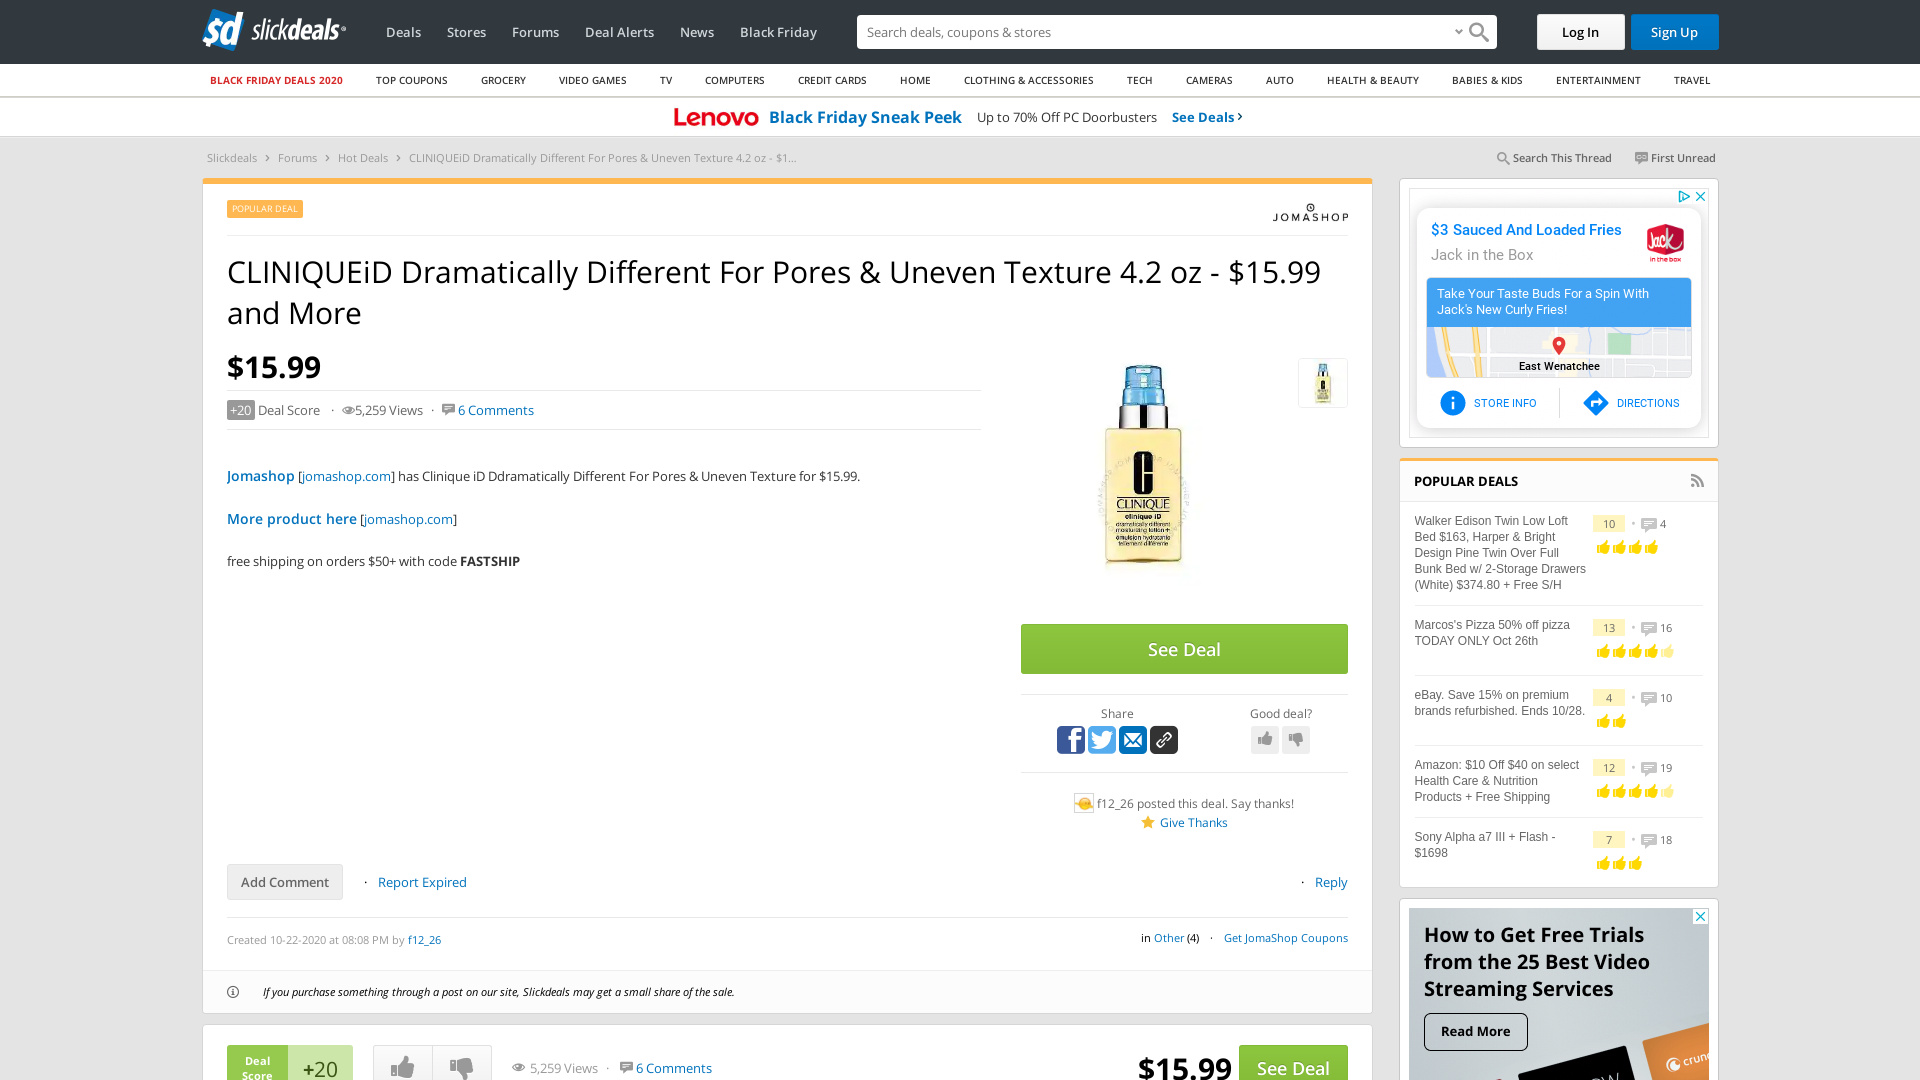 slickdeals
Deals
Stores
Forums
Deal Alerts
News
Black Friday
Search deals, coupons & stores
Log In
Sign Up
BLACK FRIDAY DEALS 2020
TOP COUPONS
GROCERY
VIDEO GAMES
TV
COMPUTERS
CREDIT CARDS
HOME
CLOTHING & ACCESSORIES
TECH
CAMERAS
AUTO
HEALTH & BEAUTY
BABIES & KIDS
ENTERTAINMENT
TRAVEL
Lenovo Black Friday Sneak Peek Up to 70% Off PC Doorbusters See Deals
Slickdeals > Forums > Hot Deals > CLINIQUEiD Dramatically Different For Pores & Uneven Texture 4.2 oz - $1...
Search This Thread
First Unread
POPULAR DEAL
JOMASHOP
CLINIQUEiD Dramatically Different For Pores & Uneven Texture 4.2 oz - $15.99
and More
$15.99
+20 Deal Score · 5,259 Views · 6 Comments
Jomashop [jomashop.com] has Clinique iD Ddramatically Different For Pores & Uneven Texture for $15.99.
More product here [jomashop.com]
free shipping on orders $50+ with code FASTSHIP
CLINIQUE
clinique iD
dramatically different
moisturizing lotion+
émulsion hydratante
tellement différente
See Deal
Share
Good deal?
f12_26 posted this deal. Say thanks!
Give Thanks
Add Comment
· Report Expired
· Reply
Created 10-22-2020 at 08:08 PM by f12_26
in Other (4) · Get JomaShop Coupons
If you purchase something through a post on our site, Slickdeals may get a small share of the sale.
Deal
Score
+20
5,259 Views · 6 Comments
$15.99
See Deal
$3 Sauced And Loaded Fries
Jack in the Box
Jack
in the box
Take Your Taste Buds For a Spin With
Jack's New Curly Fries!
East Wenatchee
STORE INFO
DIRECTIONS
POPULAR DEALS
Walker Edison Twin Low Loft
Bed $163, Harper & Bright
Design Pine Twin Over Full
Bunk Bed w/ 2-Storage Drawers
(White) $374.80 + Free S/H
10 · 4
Marcos's Pizza 50% off pizza
TODAY ONLY Oct 26th
13 · 16
eBay. Save 15% on premium
brands refurbished. Ends 10/28.
4 · 10
Amazon: $10 Off $40 on select
Health Care & Nutrition
Products + Free Shipping
12 · 19
Sony Alpha a7 III + Flash -
$1698
7 · 18
How to Get Free Trials
from the 25 Best Video
Streaming Services
Read More